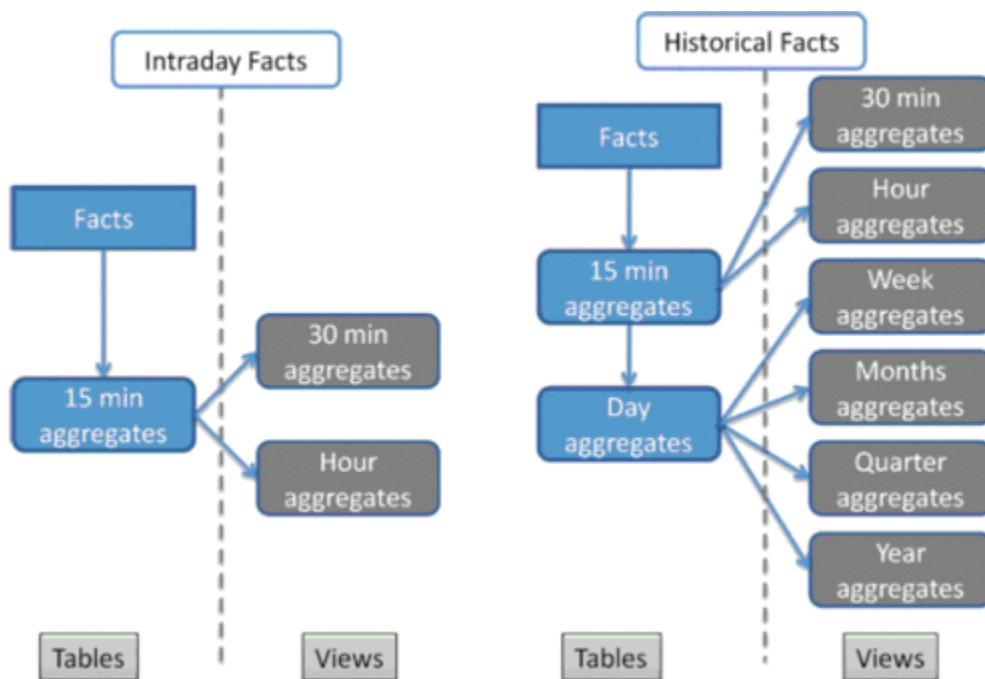 Intraday Facts
Facts
15 min
aggregates
30 min
aggregates
Hour
aggregates
Tables
Views
Historical Facts
Facts
15 min
aggregates
Day
aggregates
30 min
aggregates
Hour
aggregates
Week
aggregates
Months
aggregates
Quarter
aggregates
Year
aggregates
Tables
Views